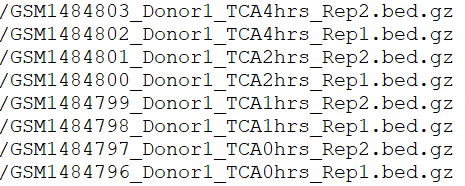 /GSM1484803_Donor1_TCA4hrs_Rep2.bed.gz
/GSM1484802_Donor1_TCA4hrs_Rep1.bed.gz
/GSM1484801_Donor1_TCA2hrs_Rep2.bed.gz
/GSM1484800_Donor1_TCA2hrs_Rep1.bed.gz
/GSM1484799_Donor1_TCA1hrs_Rep2.bed.gz
/GSM1484798_Donor1_TCA1hrs_Rep1.bed.gz
/GSM1484797_Donor1_TCA0hrs_Rep2.bed.gz
/GSM1484796_Donor1_TCA0hrs_Rep1.bed.gz